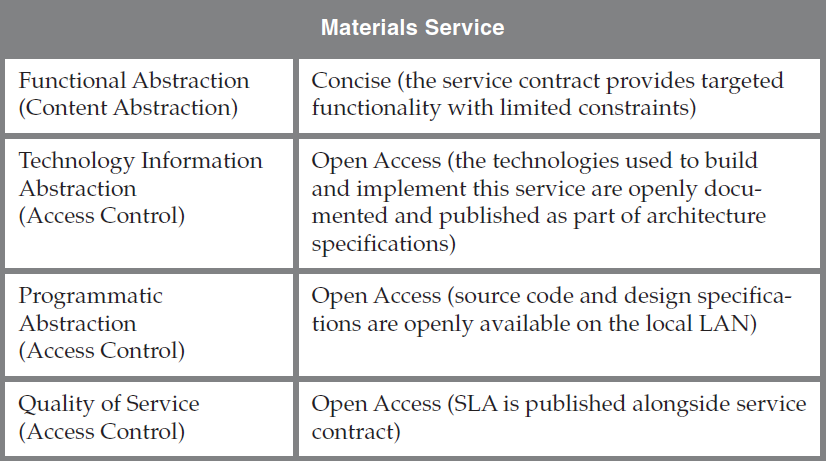 Materials Service
Functional Abstraction
(Content Abstraction)
Concise (the service contract provides targeted
functionality with limited constraints)
Technology Information
Abstraction
(Access Control)
Open Access (the technologies used to build
and implement this service are openly docu-
mented and published as part of architecture
specifications)
Programmatic
Abstraction
(Access Control)
Open Access (source code and design specifica-
tions are openly available on the local LAN)
Quality of Service
(Access Control)
Open Access (SLA is published alongside service
contract)